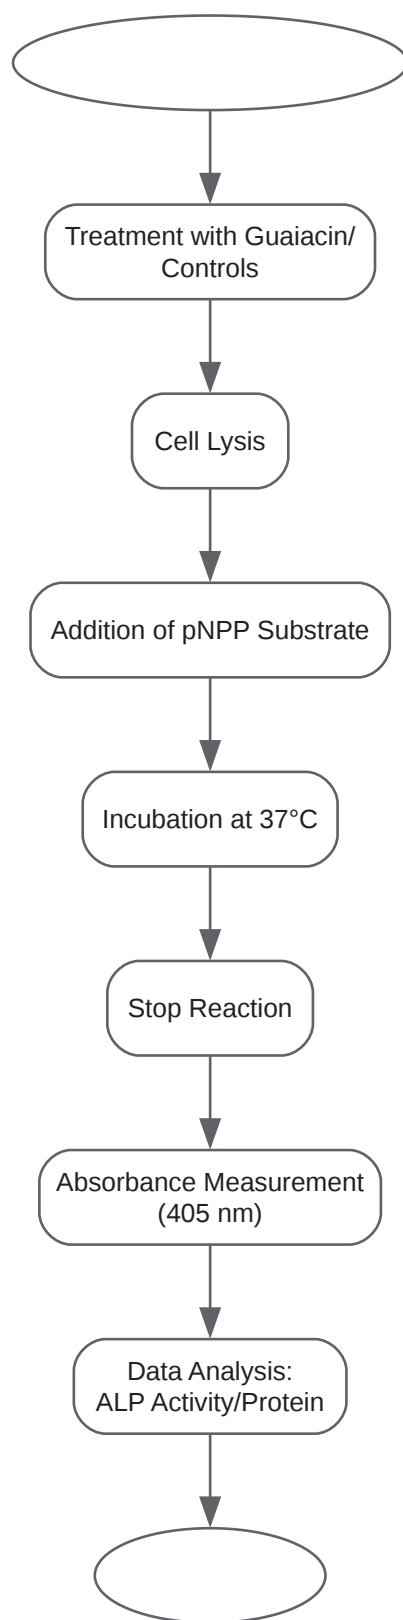 Treatment with Guaiacin/
Controls
Cell Lysis
Addition of pNPP Substrate
Incubation at 37°C
Stop Reaction
Absorbance Measurement
(405 nm)
Data Analysis:
ALP Activity/Protein